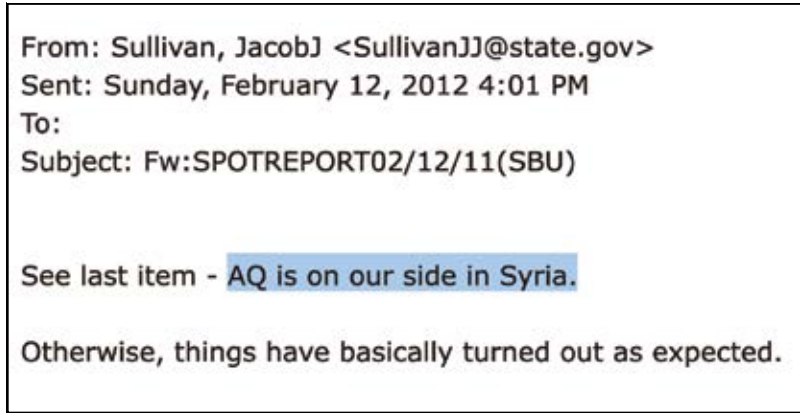 From: Sullivan, JacobJ <SullivanJJ@state.gov>
Sent: Sunday, February 12, 2012 4:01 PM
To:
Subject: Fw:SPOTREPORT02/12/11(SBU)
See last item - AQ is on our side in Syria.
Otherwise, things have basically turned out as expected.